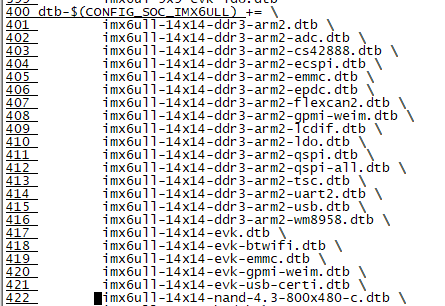 400 dtb-$(CONFIG_SOC_IMX6ULL) += \
401 imx6ull-14x14-ddr3-arm2.dtb \
402 imx6ull-14x14-ddr3-arm2-adc.dtb \
403 imx6ull-14x14-ddr3-arm2-cs42888.dtb \
404 imx6ull-14x14-ddr3-arm2-ecspi.dtb \
405 imx6ull-14x14-ddr3-arm2-emmc.dtb \
406 imx6ull-14x14-ddr3-arm2-epdc.dtb \
407 imx6ull-14x14-ddr3-arm2-flexcan2.dtb \
408 imx6ull-14x14-ddr3-arm2-gpmi-weim.dtb \
409 imx6ull-14x14-ddr3-arm2-lcdif.dtb \
410 imx6ull-14x14-ddr3-arm2-ldo.dtb \
411 imx6ull-14x14-ddr3-arm2-qspi.dtb \
412 imx6ull-14x14-ddr3-arm2-qspi-all.dtb \
413 imx6ull-14x14-ddr3-arm2-tsc.dtb \
414 imx6ull-14x14-ddr3-arm2-uart2.dtb \
415 imx6ull-14x14-ddr3-arm2-usb.dtb \
416 imx6ull-14x14-ddr3-arm2-wm8958.dtb \
417 imx6ull-14x14-evk.dtb \
418 imx6ull-14x14-evk-btwifi.dtb \
419 imx6ull-14x14-evk-emmc.dtb \
420 imx6ull-14x14-evk-gpmi-weim.dtb \
421 imx6ull-14x14-evk-usb-certi.dtb \
422 imx6ull-14x14-nand-4.3-800x480-c.dtb \